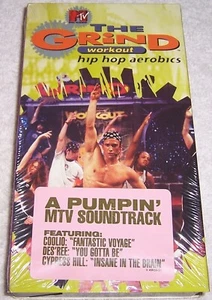 MTV
THE
GRIND
workout
hip hop aerobics
WORKOUT
A PUMPIN'
MTV SOUNDTRACK
FEATURING:
COOLIO: "FANTASTIC VOYAGE"
DES'REE: "YOU GOTTA BE"
CYPRESS HILL: "INSANE IN THE BRAIN"